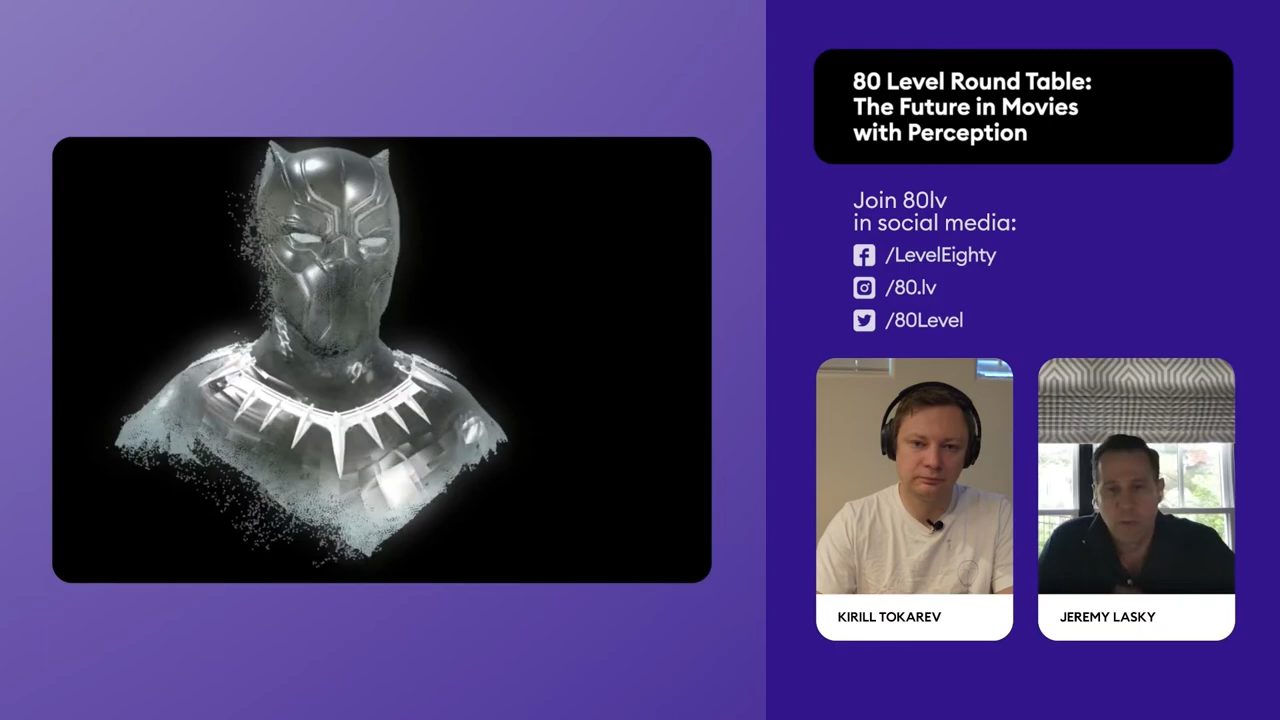 80 Level Round Table:
The Future in Movies
with Perception
Join 80lv
in social media:
/LevelEighty
/80.lv
/80Level
KIRILL TOKAREV
JEREMY LASKY